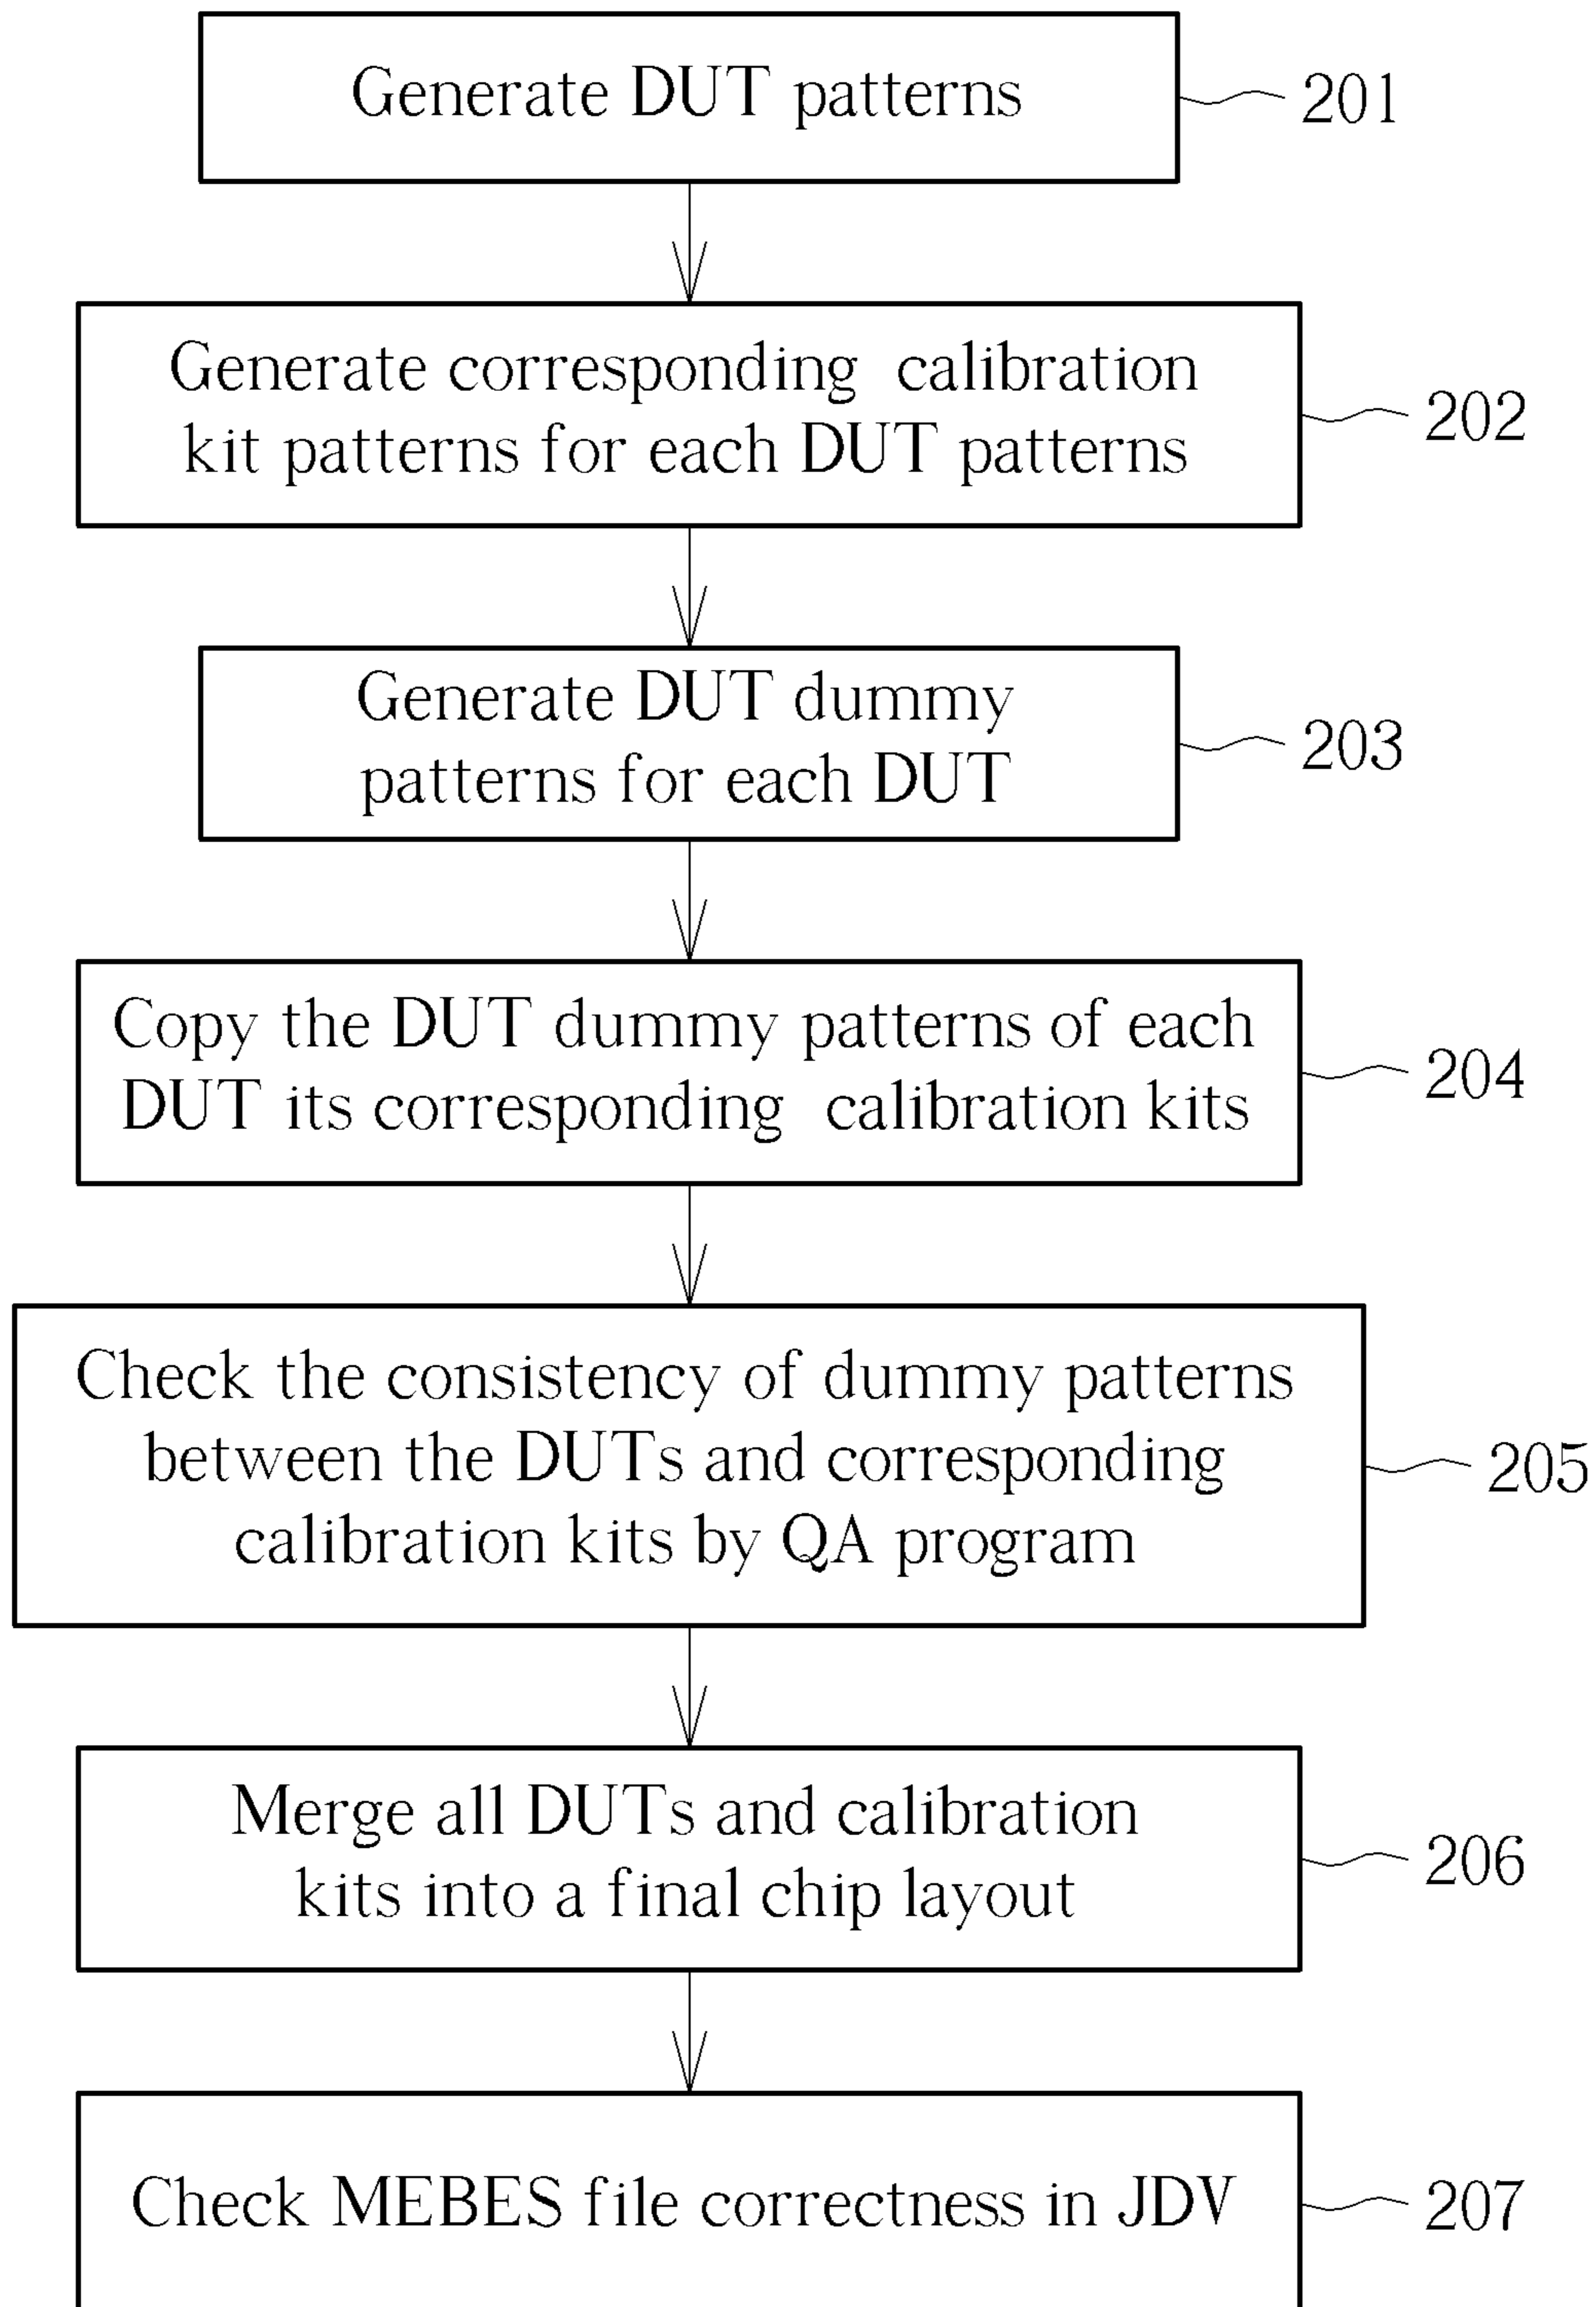 Generate DUT patterns
201
Generate corresponding calibration
kit patterns for each DUT patterns
202
Generate DUT dummy
patterns for each DUT
203
Copy the DUT dummy patterns of each
DUT its corresponding calibration kits
204
Check the consistency of dummy patterns
between the DUTs and corresponding
calibration kits by QA program
205
Merge all DUTs and calibration
kits into a final chip layout
206
Check MEBES file correctness in JDV
207